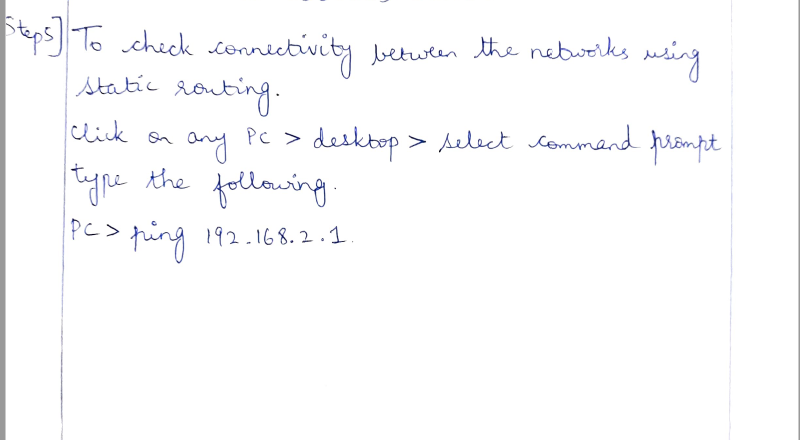 Step5] To check connectivity between the networks using
static routing.
Click on any PC > desktop > select command prompt
type the following.
PC> ping 192.168.2.1.